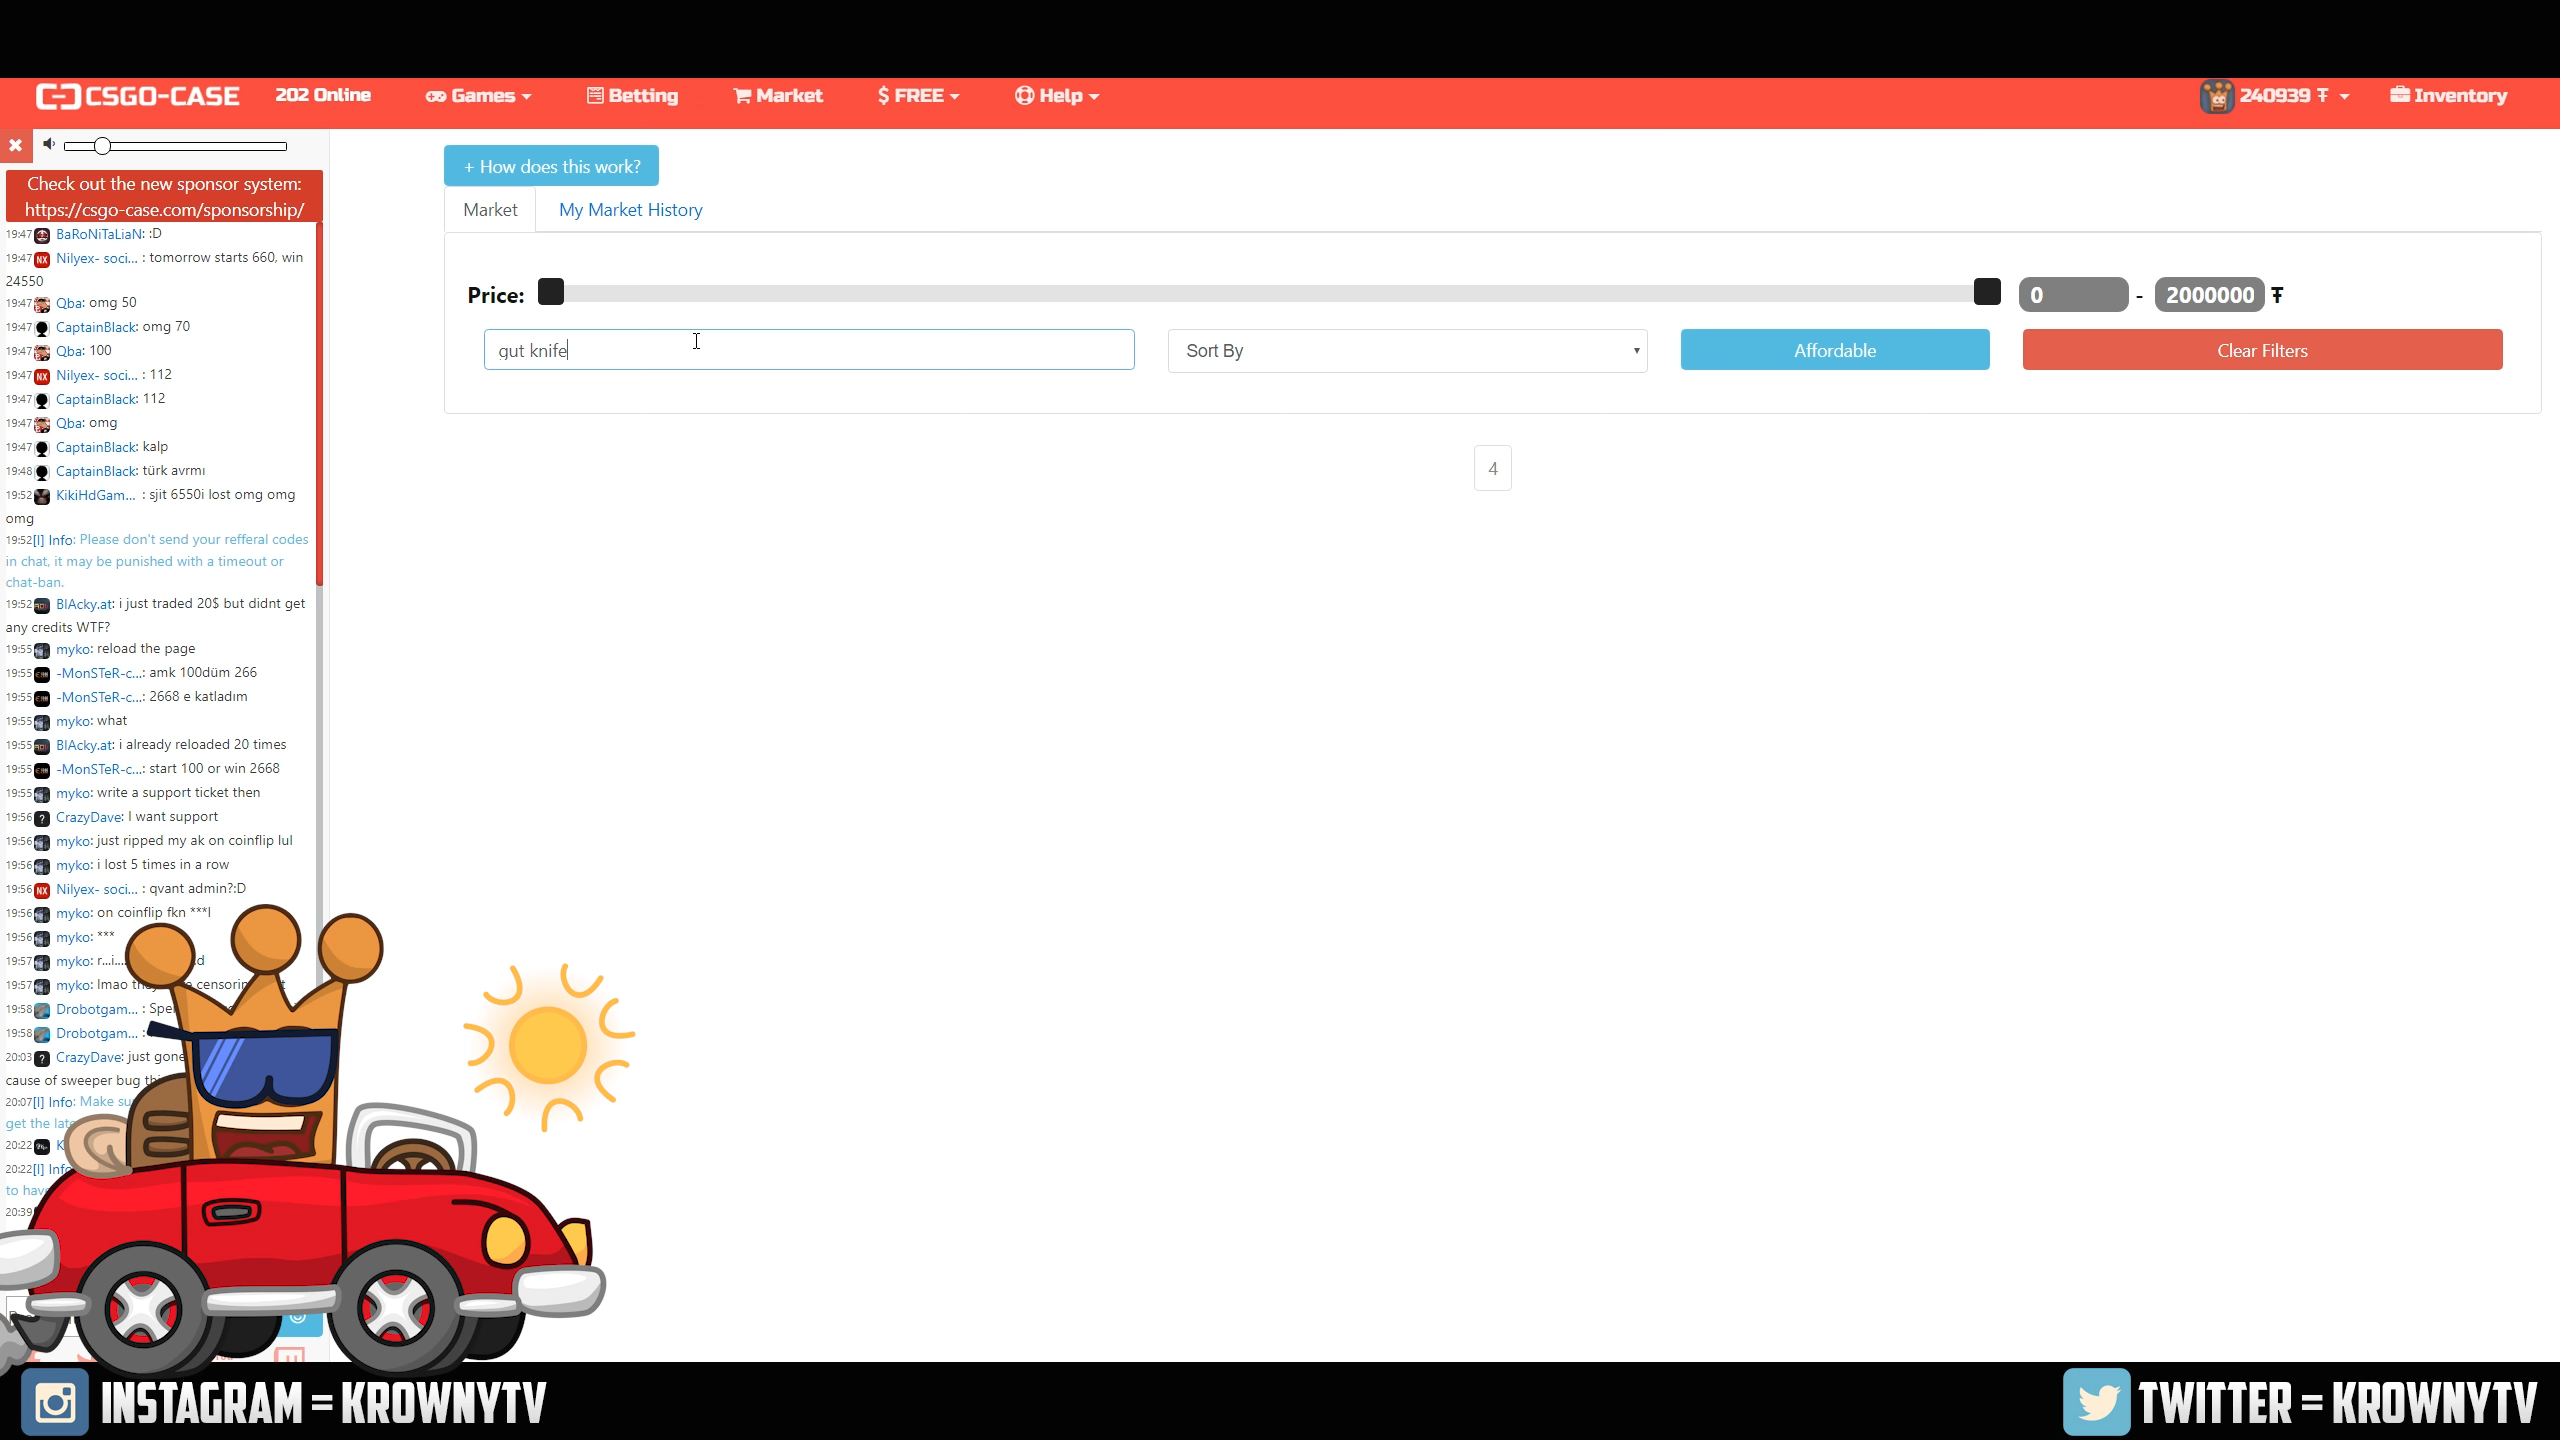 CSGO-CASE 202 Online Games Betting Market $ FREE Help 240939 Ŧ Inventory
Check out the new sponsor system:
https://csgo-case.com/sponsorship/
19:47 BaRoNiTaLiaN: :D
19:47 Nilyex- soci... : tomorrow starts 660, win
24550
19:47 Qba: omg 50
19:47 CaptainBlack: omg 70
19:47 Qba: 100
19:47 Nilyex- soci... : 112
19:47 CaptainBlack: 112
19:47 Qba: omg
19:47 CaptainBlack: kalp
19:48 CaptainBlack: türk avrmı
19:52 KikiHdGam... : sjit 6550i lost omg omg
omg
19:52 [I] Info: Please don't send your refferal codes
in chat, it may be punished with a timeout or
chat-ban.
19:52 BlAcky.at: i just traded 20$ but didnt get
any credits WTF?
19:55 myko: reload the page
19:55 -MonSTeR-c...: amk 100düm 266
19:55 -MonSTeR-c...: 2668 e katladım
19:55 myko: what
19:55 BlAcky.at: i already reloaded 20 times
19:55 -MonSTeR-c...: start 100 or win 2668
19:55 myko: write a support ticket then
19:56 CrazyDave: I want support
19:56 myko: just ripped my ak on coinflip lul
19:56 myko: i lost 5 times in a row
19:56 Nilyex- soci... : qvant admin?:D
19:56 myko: on coinflip fkn ***l
19:56 myko: ***
19:57 myko: r...i....
19:57 myko: lmao
19:58 Drobotgam... :
19:58 Drobotgam... :
20:03 CrazyDave: just gone
cause of sweeper bug
20:07 [I] Info: Make
get the
20:22
20:22 [I] Info
to
20:39
+ How does this work?
Market My Market History
Price: 0 - 2000000 Ŧ
gut knife Sort By Affordable Clear Filters
4
INSTAGRAM = KROWNYTV
TWITTER = KROWNYTV